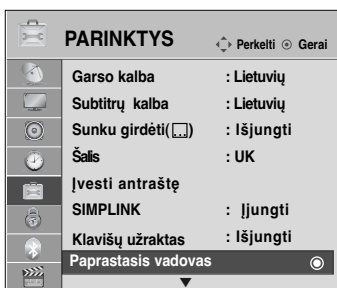 PARINKTYS Perkelti Gerai
Garso kalba : Lietuvių
Subtitrų kalba : Lietuvių
Sunku girdėti( ) : Išjungti
Šalis : UK
Įvesti antraštę
SIMPLINK : Įjungti
Klavišų užraktas : Išjungti
Paprastasis vadovas